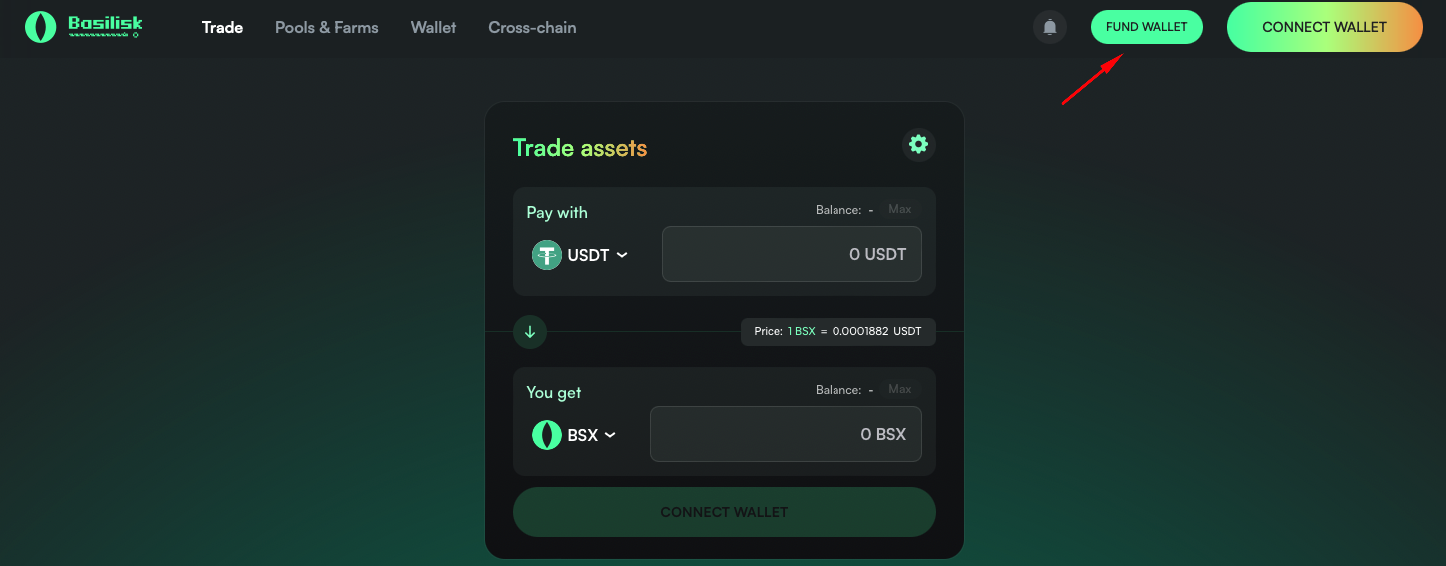 Basilisk
Trade Pools & Farms Wallet Cross-chain FUND WALLET CONNECT WALLET
Trade assets
Pay with Balance: - Max
USDT 0 USDT
Price: 1 BSX = 0.0001882 USDT
You get Balance: - Max
BSX 0 BSX
CONNECT WALLET